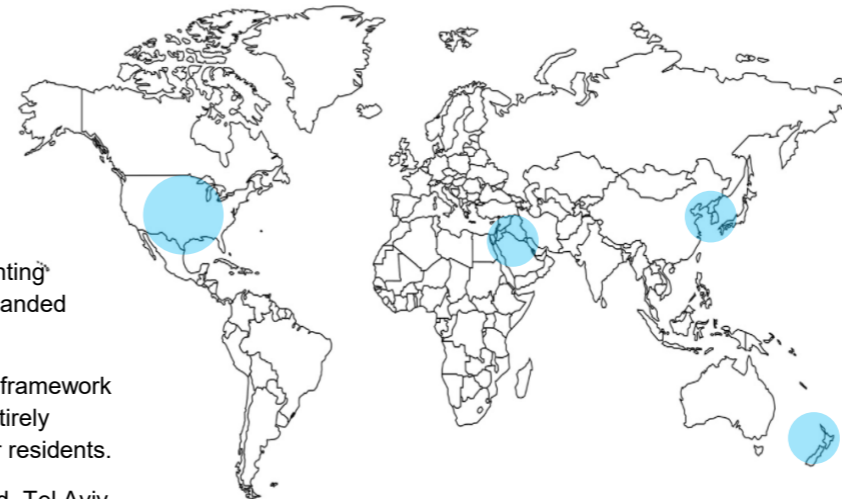 nting
anded
framework
tirely
r residents.
d, Tel Aviv